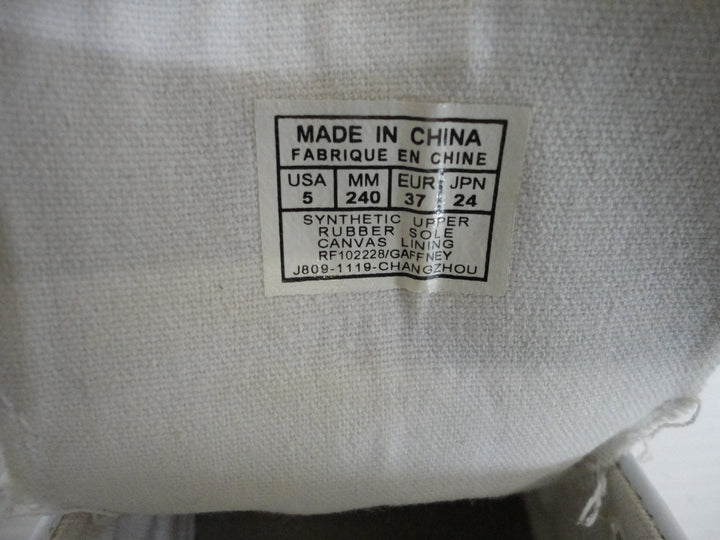 MADE IN CHINA
FABRIQUE EN CHINE
USA MM EUR JPN
5 240 37 24
SYNTHETIC UPPER
RUBBER SOLE
CANVAS LINING
RF102228/GAFFNEY
J809-1119-CHANGZHOU